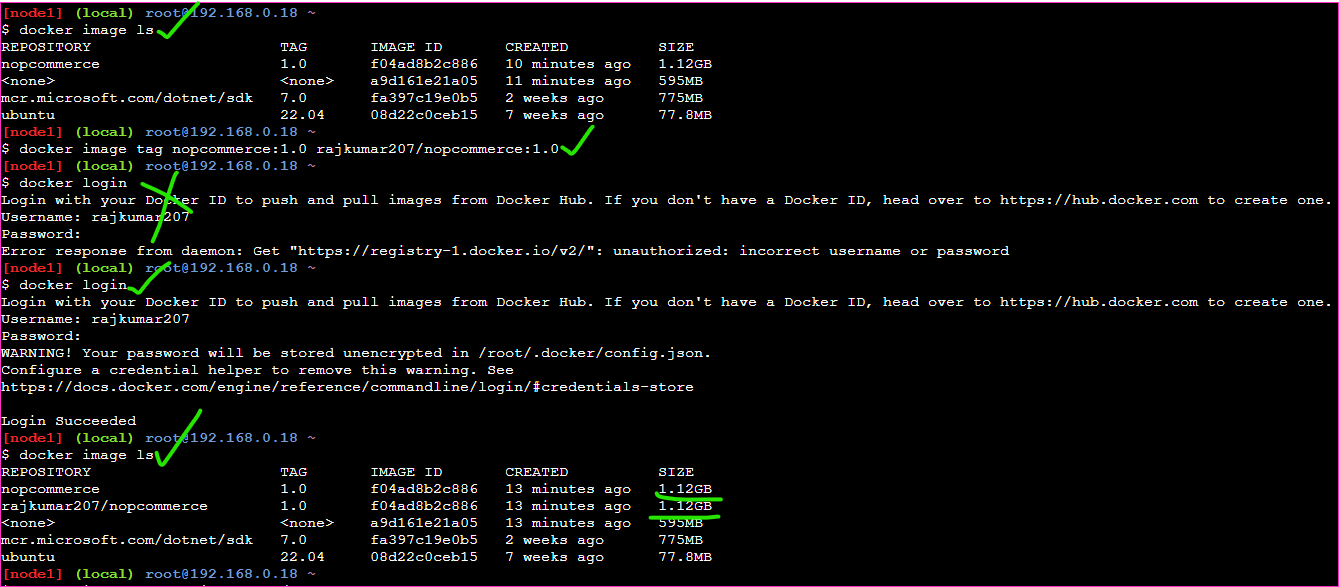 [node1] (local) root@192.168.0.18 ~
$ docker image ls
REPOSITORY TAG IMAGE ID CREATED SIZE
nopcommerce 1.0 f04ad8b2c886 10 minutes ago 1.12GB
<none> <none> a9d161e21a05 11 minutes ago 595MB
mcr.microsoft.com/dotnet/sdk 7.0 fa397c19e0b5 2 weeks ago 775MB
ubuntu 22.04 08d22c0ceb15 7 weeks ago 77.8MB
[node1] (local) root@192.168.0.18 ~
$ docker image tag nopcommerce:1.0 rajkumar207/nopcommerce:1.0
[node1] (local) root@192.168.0.18 ~
$ docker login
Login with your Docker ID to push and pull images from Docker Hub. If you don't have a Docker ID, head over to https://hub.docker.com to create one.
Username: rajkumar207
Password:
Error response from daemon: Get "https://registry-1.docker.io/v2/": unauthorized: incorrect username or password
[node1] (local) root@192.168.0.18 ~
$ docker login
Login with your Docker ID to push and pull images from Docker Hub. If you don't have a Docker ID, head over to https://hub.docker.com to create one.
Username: rajkumar207
Password:
WARNING! Your password will be stored unencrypted in /root/.docker/config.json.
Configure a credential helper to remove this warning. See
https://docs.docker.com/engine/reference/commandline/login/#credentials-store
Login Succeeded
[node1] (local) root@192.168.0.18 ~
$ docker image ls
REPOSITORY TAG IMAGE ID CREATED SIZE
nopcommerce 1.0 f04ad8b2c886 13 minutes ago 1.12GB
rajkumar207/nopcommerce 1.0 f04ad8b2c886 13 minutes ago 1.12GB
<none> <none> a9d161e21a05 13 minutes ago 595MB
mcr.microsoft.com/dotnet/sdk 7.0 fa397c19e0b5 2 weeks ago 775MB
ubuntu 22.04 08d22c0ceb15 7 weeks ago 77.8MB
[node1] (local) root@192.168.0.18 ~